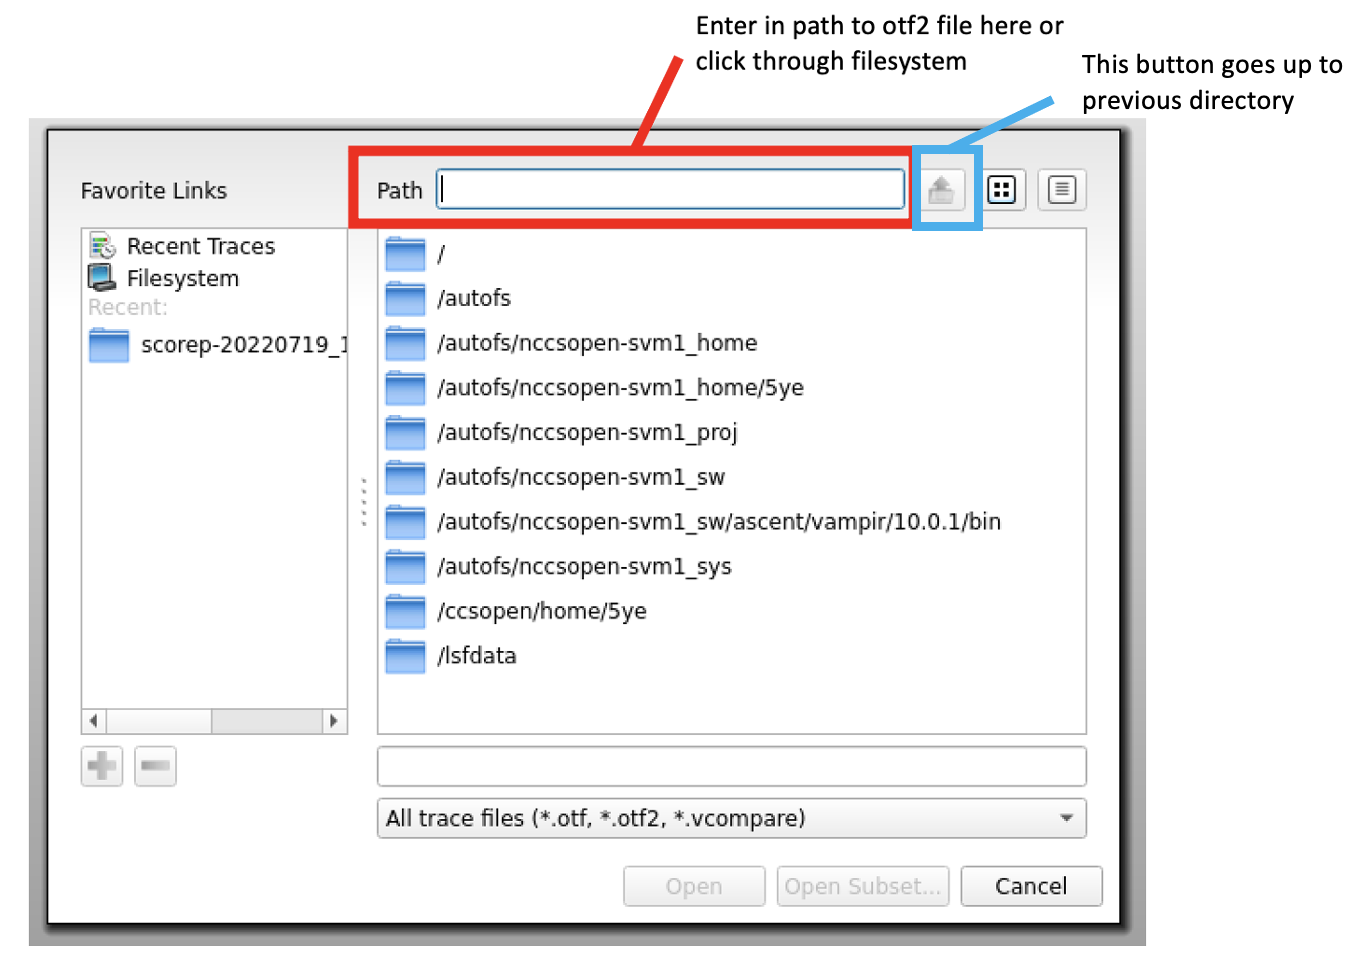 Enter in path to otf2 file here or
click through filesystem
This button goes up to
previous directory
Favorite Links
Path
Recent Traces
Filesystem
Recent:
scorep-20220719_1
/
/autofs
/autofs/nccsopen-svm1_home
/autofs/nccsopen-svm1_home/5ye
/autofs/nccsopen-svm1_proj
/autofs/nccsopen-svm1_sw
/autofs/nccsopen-svm1_sw/ascent/vampir/10.0.1/bin
/autofs/nccsopen-svm1_sys
/ccsopen/home/5ye
/lsfdata
All trace files (*.otf, *.otf2, *.vcompare)
Open
Open Subset...
Cancel